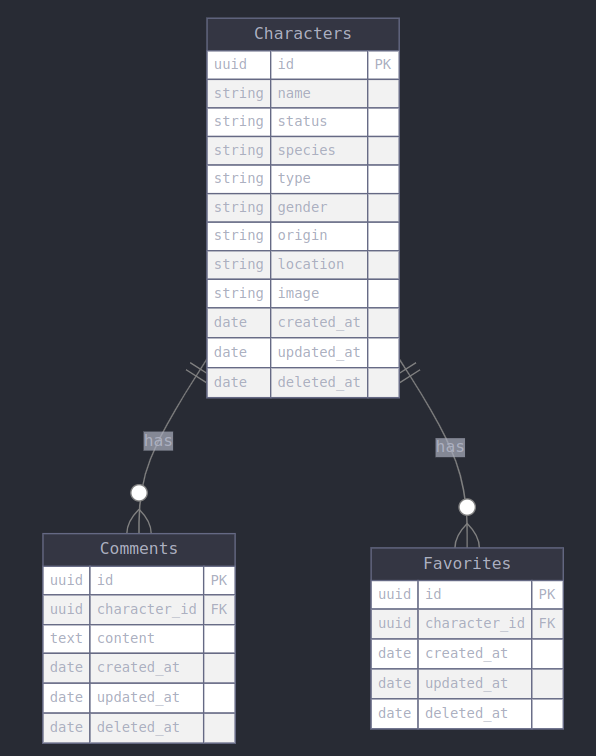 Characters
uuid id PK
string name
string status
string species
string type
string gender
string origin
string location
string image
date created_at
date updated_at
date deleted_at
has
has
Comments
uuid id PK
uuid character_id FK
text content
date created_at
date updated_at
date deleted_at
Favorites
uuid id PK
uuid character_id FK
date created_at
date updated_at
date deleted_at